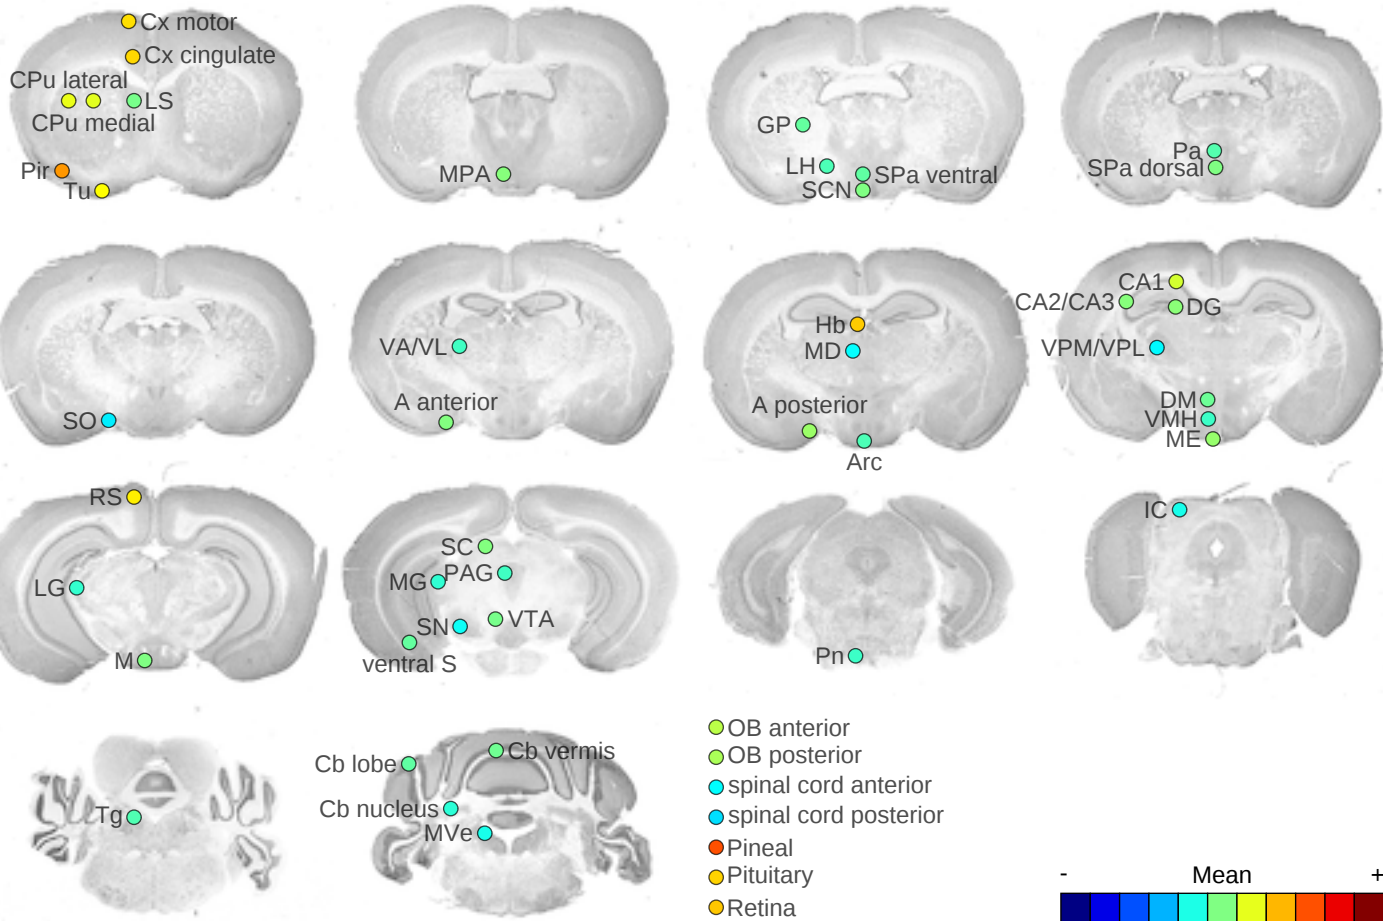 Cx motor
Cx cingulate
CPu lateral
LS
CPu medial
Pir
Tu
MPA
GP
LH
SPa ventral
SCN
Pa
SPa dorsal
SO
VA/VL
A anterior
Hb
MD
A posterior
Arc
CA1
CA2/CA3
DG
VPM/VPL
DM
VMH
ME
RS
LG
M
SC
MG
PAG
SN
VTA
ventral S
Pn
IC
Tg
Cb lobe
Cb vermis
Cb nucleus
MVe
OB anterior
OB posterior
spinal cord anterior
spinal cord posterior
Pineal
Pituitary
Retina
- Mean +